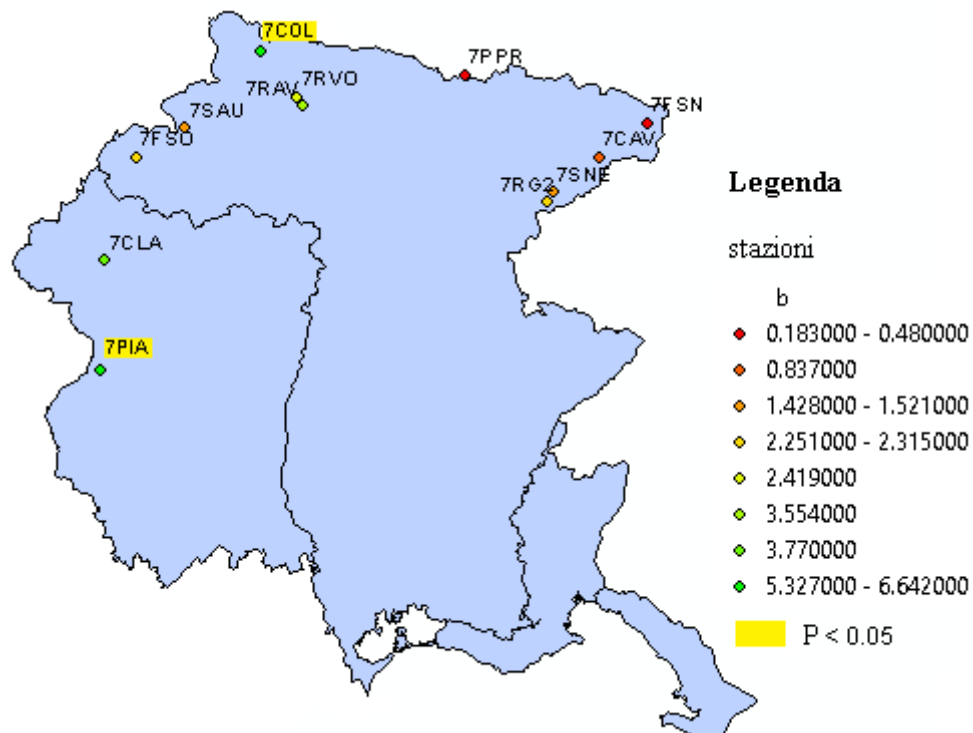 7COL
7PPR
7RAV
7RVO
7SAU
7FSN
7FSO
7CAV
7SNE
7RG2
7CLA
7PIA
Legenda
stazioni
b
0.183000 - 0.480000
0.837000
1.428000 - 1.521000
2.251000 - 2.315000
2.419000
3.554000
3.770000
5.327000 - 6.642000
P < 0.05